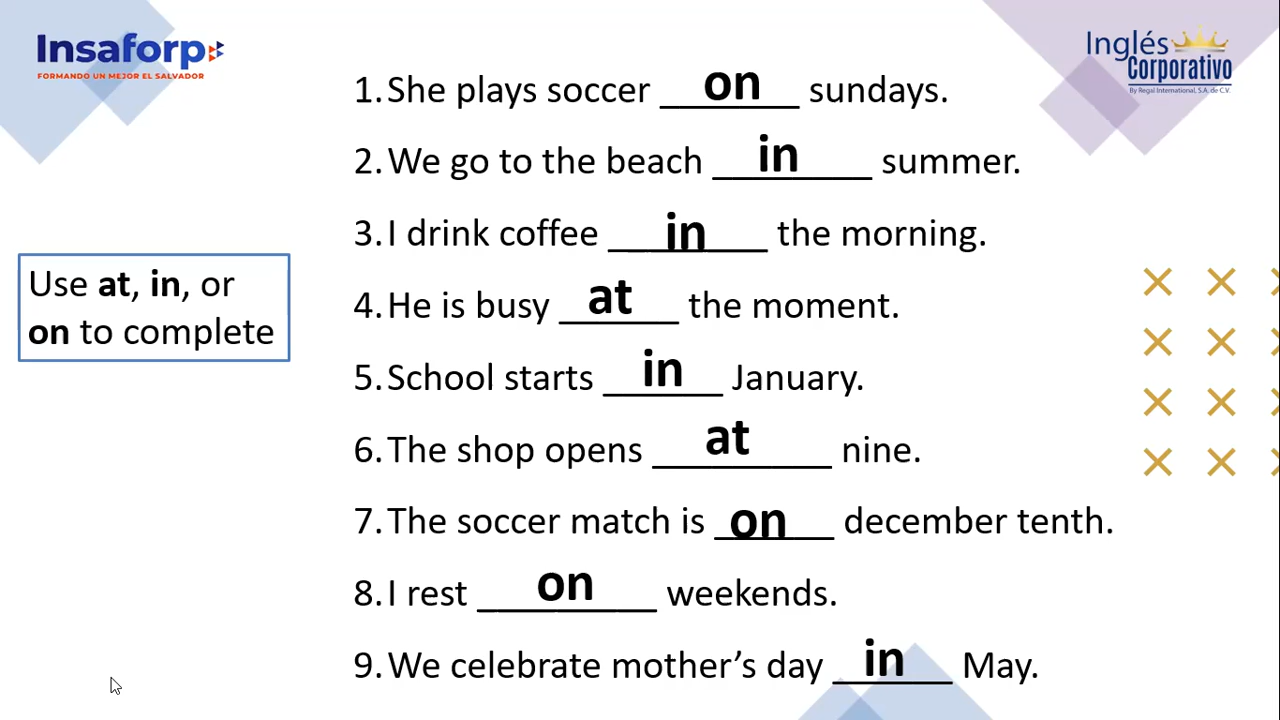 Insaforp
FORMANDO UN MEJOR EL SALVADOR
Inglés
Corporativo
By Regal International, S.A. de C.V.
Use at, in, or
on to complete
1. She plays soccer on sundays.
2. We go to the beach in summer.
3. I drink coffee in the morning.
4. He is busy at the moment.
5. School starts in January.
6. The shop opens at nine.
7. The soccer match is on december tenth.
8. I rest on weekends.
9. We celebrate mother’s day in May.